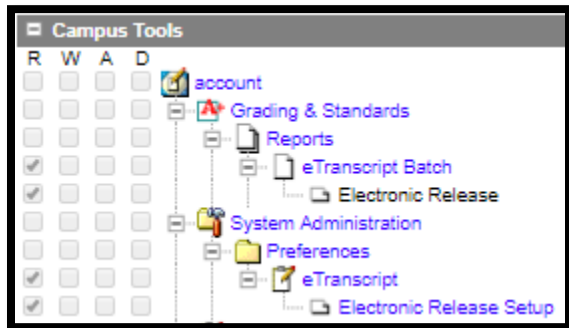 Campus Tools
R W A D
account
Grading & Standards
Reports
eTranscript Batch
Electronic Release
System Administration
Preferences
eTranscript
Electronic Release Setup